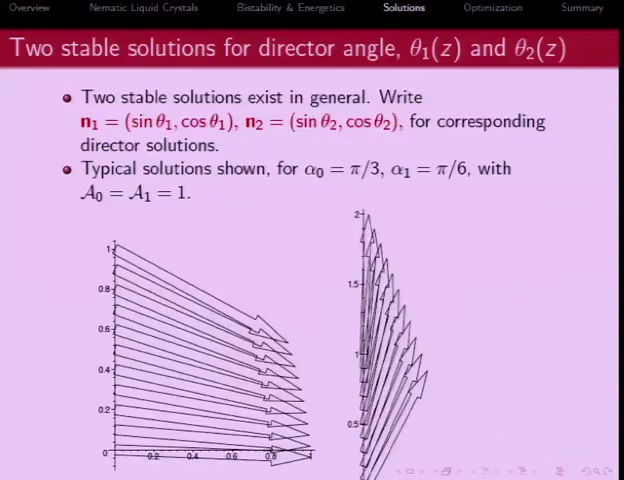 Overview Nematic Liquid Crystals Bistability & Energetics Solutions Optimization Summary
Two stable solutions for director angle, θ₁(z) and θ₂(z)
Two stable solutions exist in general. Write
n₁ = (sin θ₁, cos θ₁), n₂ = (sin θ₂, cos θ₂), for corresponding
director solutions.
Typical solutions shown, for α₀ = π/3, α₁ = π/6, with
𝒜₀ = 𝒜₁ = 1.
2
1
1.5
0.8
0.6
1
0.4
0.2
0.5
0
0.2 0.4 0.6 0.8 1